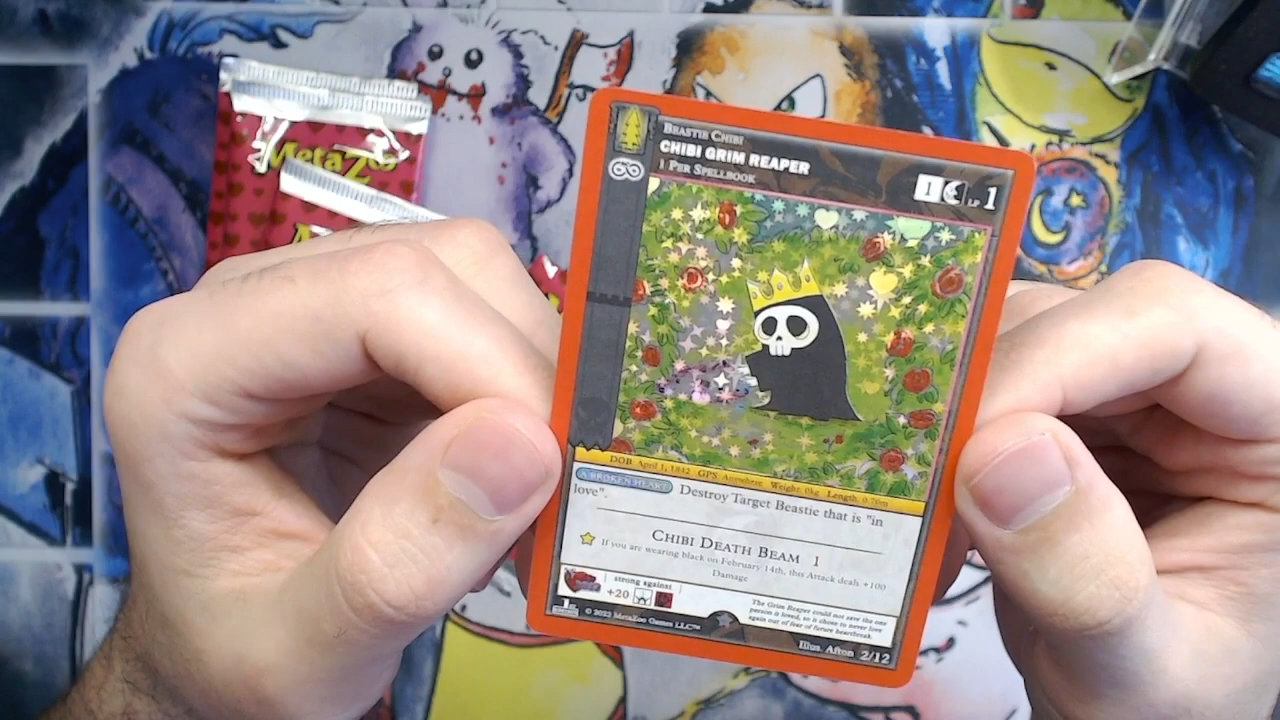 MetaZoo
BEASTIE CHIBI
CHIBI GRIM REAPER
1 PER SPELLBOOK
1
LP 1
DOB April 1, 1842 GPS Anywhere Weight: 0kg Length: 0.76m
A BROKEN HEART Destroy Target Beastie that is "in
love".
CHIBI DEATH BEAM 1
If you are wearing black on February 14th, this Attack deals +100
Damage
strong against
+20
The Grim Reaper could not save the one
person it loved, so it chose to never love
again out of fear of future heartbreak.
1
© 2022 MetaZoo Games LLC™
Illus. Afton 2/12